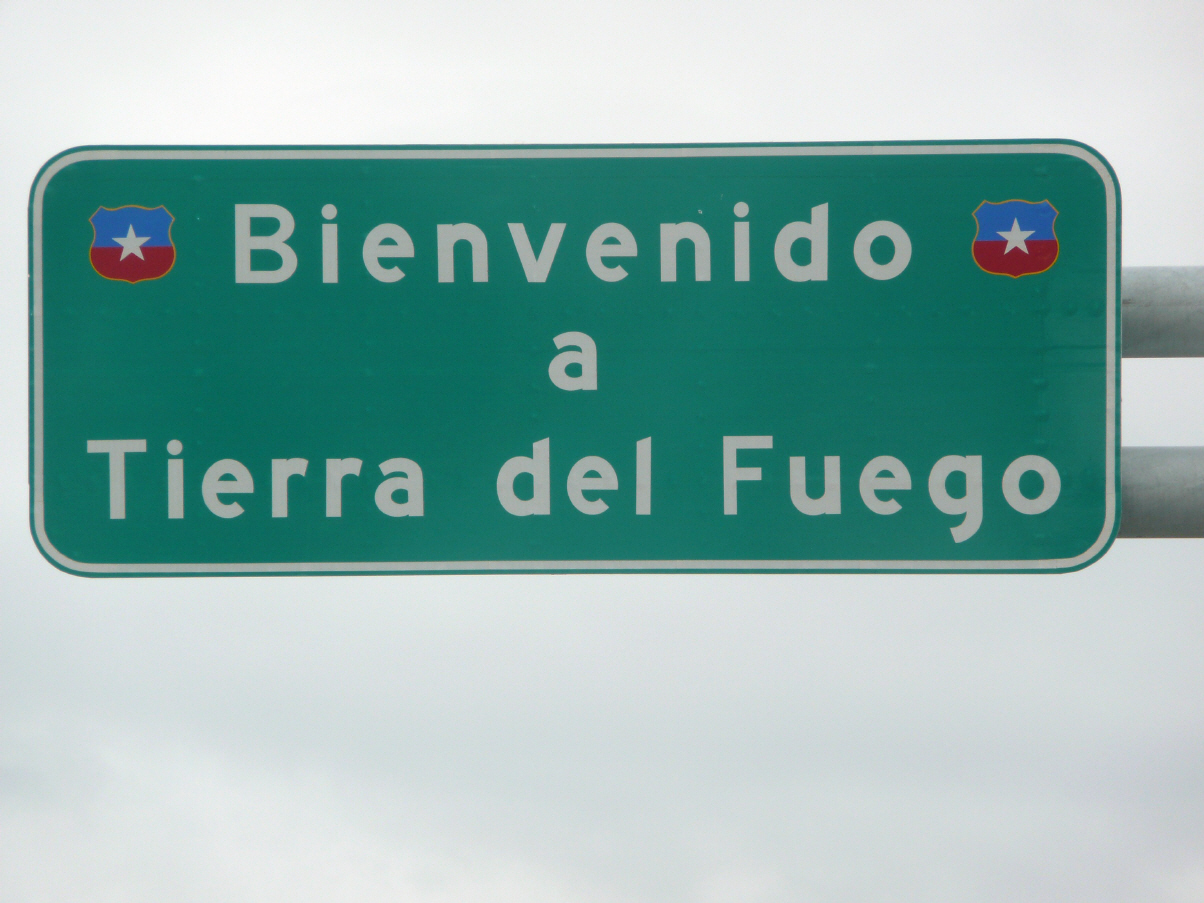 Bienvenido
a
Tierra del Fuego